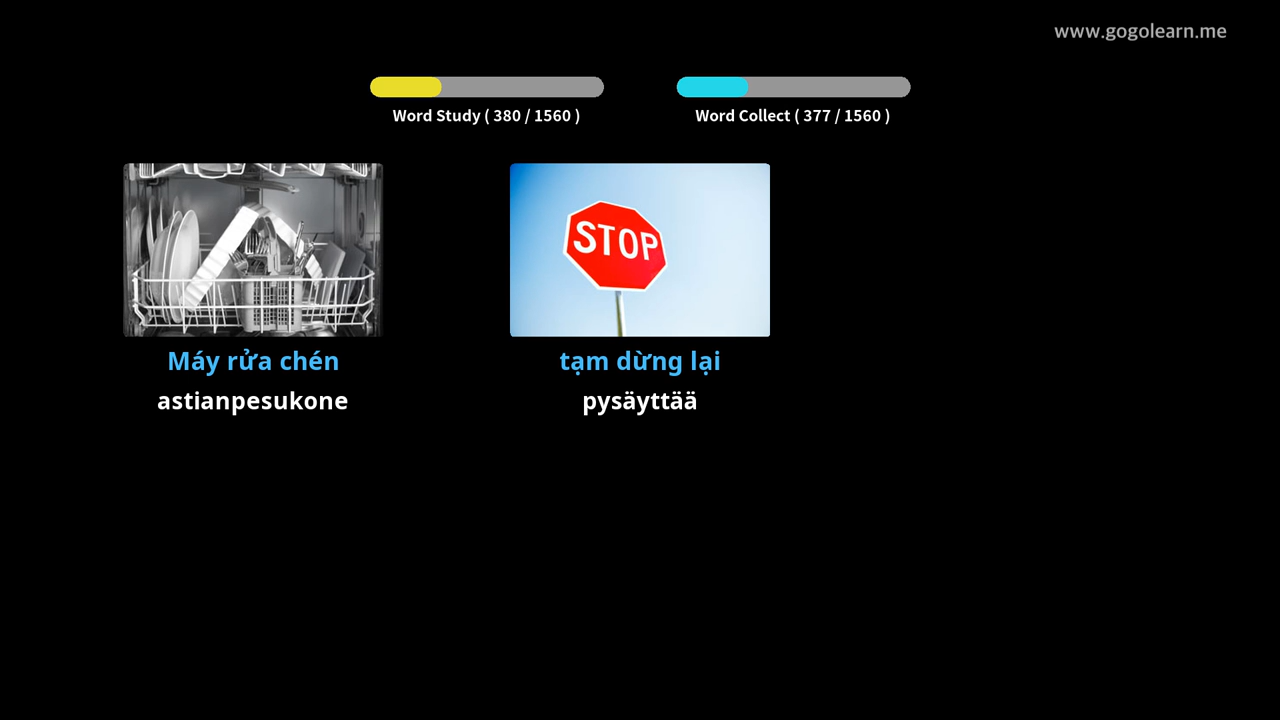 www.gogolearn.me
Word Study ( 380 / 1560 )
Word Collect ( 377 / 1560 )
STOP
Máy rửa chén
tạm dừng lại
astianpesukone
pysäyttää